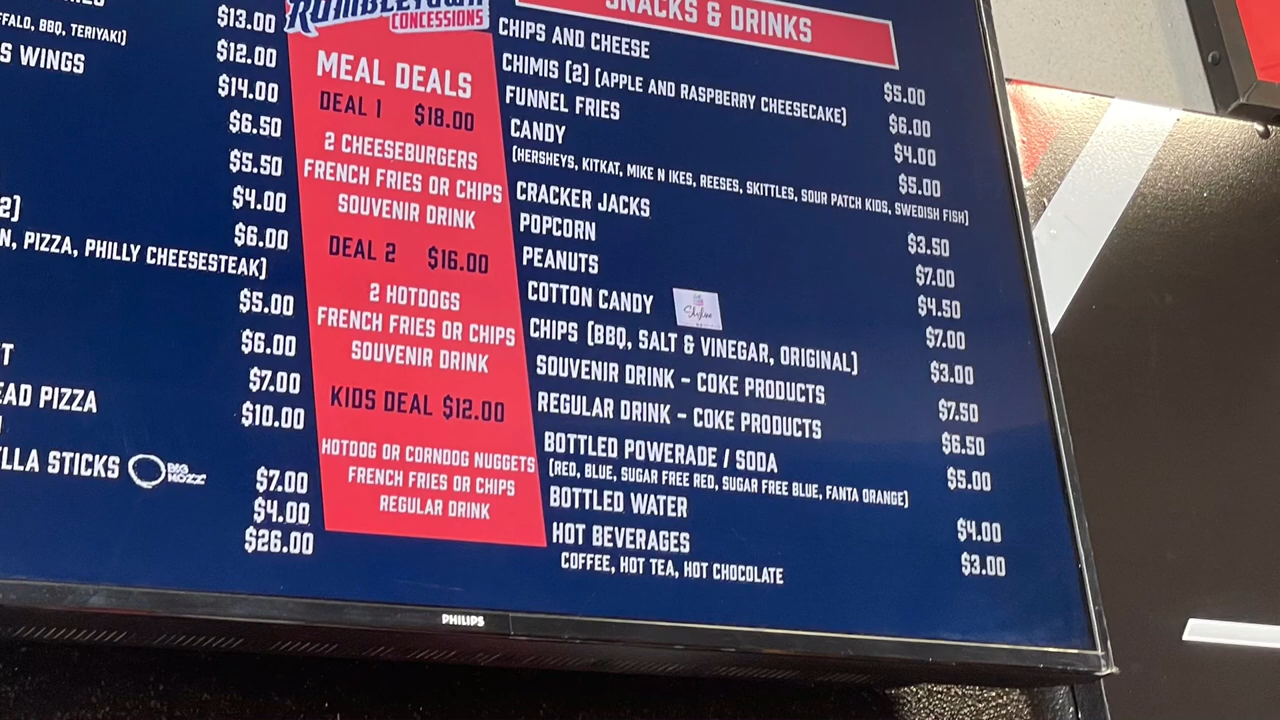 $13.00
FFALO, BBQ, TERIYAKI)
$12.00
S WINGS
$14.00
$6.50
$5.50
$4.00
2)
$6.00
N, PIZZA, PHILLY CHEESESTEAK)
$5.00
$6.00
T
$7.00
EAD PIZZA
$10.00
LLA STICKS BIG MOZZ
$7.00
$4.00
$26.00
RUMBLETOWN
CONCESSIONS
MEAL DEALS
DEAL 1 $18.00
2 CHEESEBURGERS
FRENCH FRIES OR CHIPS
SOUVENIR DRINK
DEAL 2 $16.00
2 HOTDOGS
FRENCH FRIES OR CHIPS
SOUVENIR DRINK
KIDS DEAL $12.00
HOTDOG OR CORNDOG NUGGETS
FRENCH FRIES OR CHIPS
REGULAR DRINK
SNACKS & DRINKS
CHIPS AND CHEESE $5.00
CHIMIS (2) (APPLE AND RASPBERRY CHEESECAKE) $6.00
FUNNEL FRIES $4.00
CANDY $5.00
(HERSHEYS, KITKAT, MIKE N IKES, REESES, SKITTLES, SOUR PATCH KIDS, SWEDISH FISH)
CRACKER JACKS $3.50
POPCORN $7.00
PEANUTS $4.50
COTTON CANDY Skyline $7.00
CHIPS (BBQ, SALT & VINEGAR, ORIGINAL) $3.00
SOUVENIR DRINK - COKE PRODUCTS $7.50
REGULAR DRINK - COKE PRODUCTS $6.50
BOTTLED POWERADE / SODA $5.00
(RED, BLUE, SUGAR FREE RED, SUGAR FREE BLUE, FANTA ORANGE)
BOTTLED WATER $4.00
HOT BEVERAGES $3.00
COFFEE, HOT TEA, HOT CHOCOLATE
PHILIPS